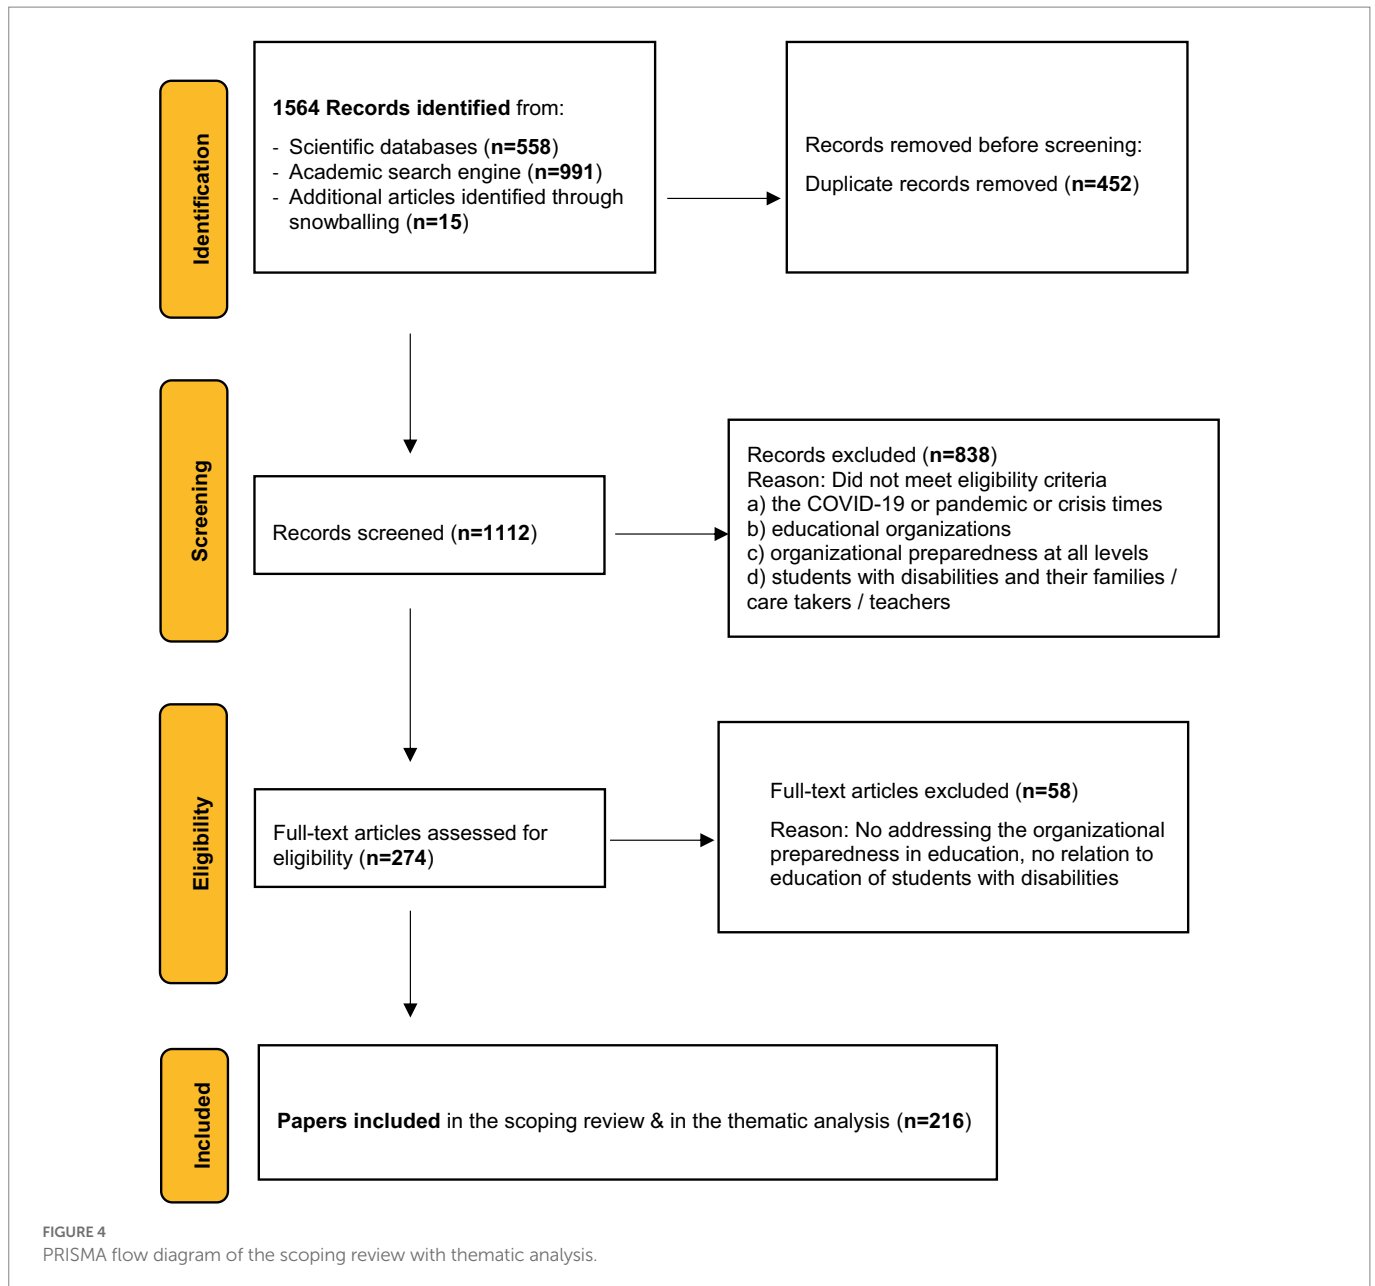 Identification
1564 Records identified from:
- Scientific databases (n=558)
- Academic search engine (n=991)
- Additional articles identified through
snowballing (n=15)
Records removed before screening:
Duplicate records removed (n=452)
Screening
Records screened (n=1112)
Records excluded (n=838)
Reason: Did not meet eligibility criteria
a) the COVID-19 or pandemic or crisis times
b) educational organizations
c) organizational preparedness at all levels
d) students with disabilities and their families /
care takers / teachers
Eligibility
Full-text articles assessed for
eligibility (n=274)
Full-text articles excluded (n=58)
Reason: No addressing the organizational
preparedness in education, no relation to
education of students with disabilities
Included
Papers included in the scoping review & in the thematic analysis (n=216)
FIGURE 4
PRISMA flow diagram of the scoping review with thematic analysis.